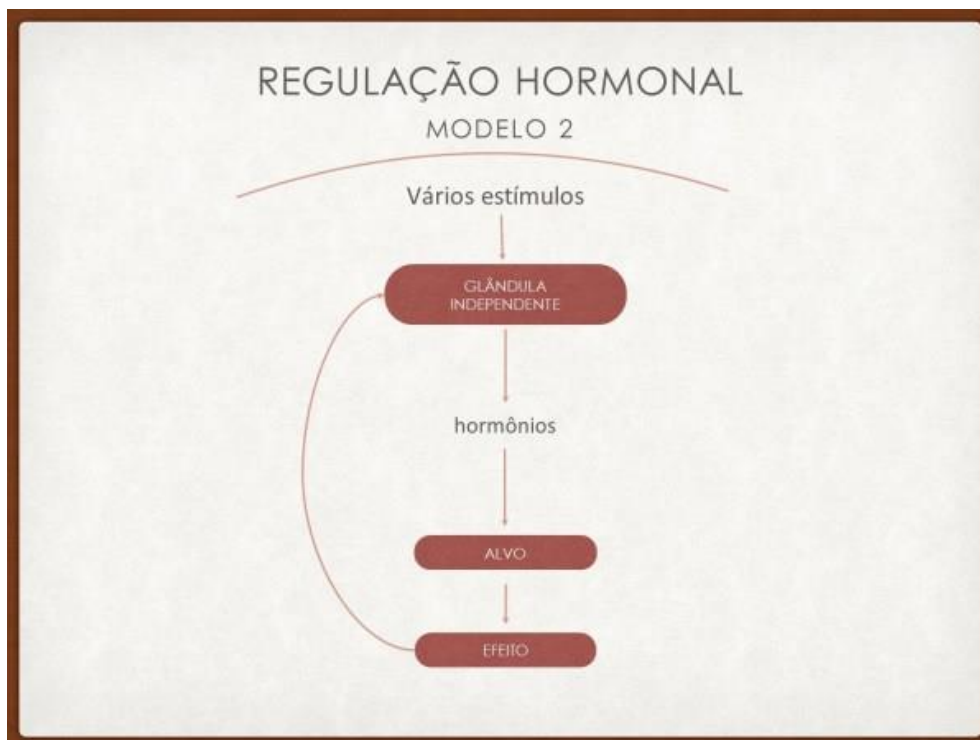 REGULAÇÃO HORMONAL
MODELO 2
Vários estímulos
GLÂNDULA
INDEPENDENTE
hormônios
ALVO
EFEITO